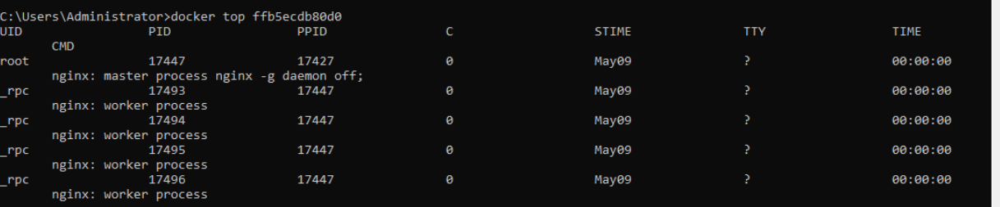 C:\Users\Administrator>docker top ffb5ecdb80d0
UID PID PPID C STIME TTY TIME
CMD
root 17447 17427 0 May09 ? 00:00:00
nginx: master process nginx -g daemon off;
_rpc 17493 17447 0 May09 ? 00:00:00
nginx: worker process
_rpc 17494 17447 0 May09 ? 00:00:00
nginx: worker process
_rpc 17495 17447 0 May09 ? 00:00:00
nginx: worker process
_rpc 17496 17447 0 May09 ? 00:00:00
nginx: worker process